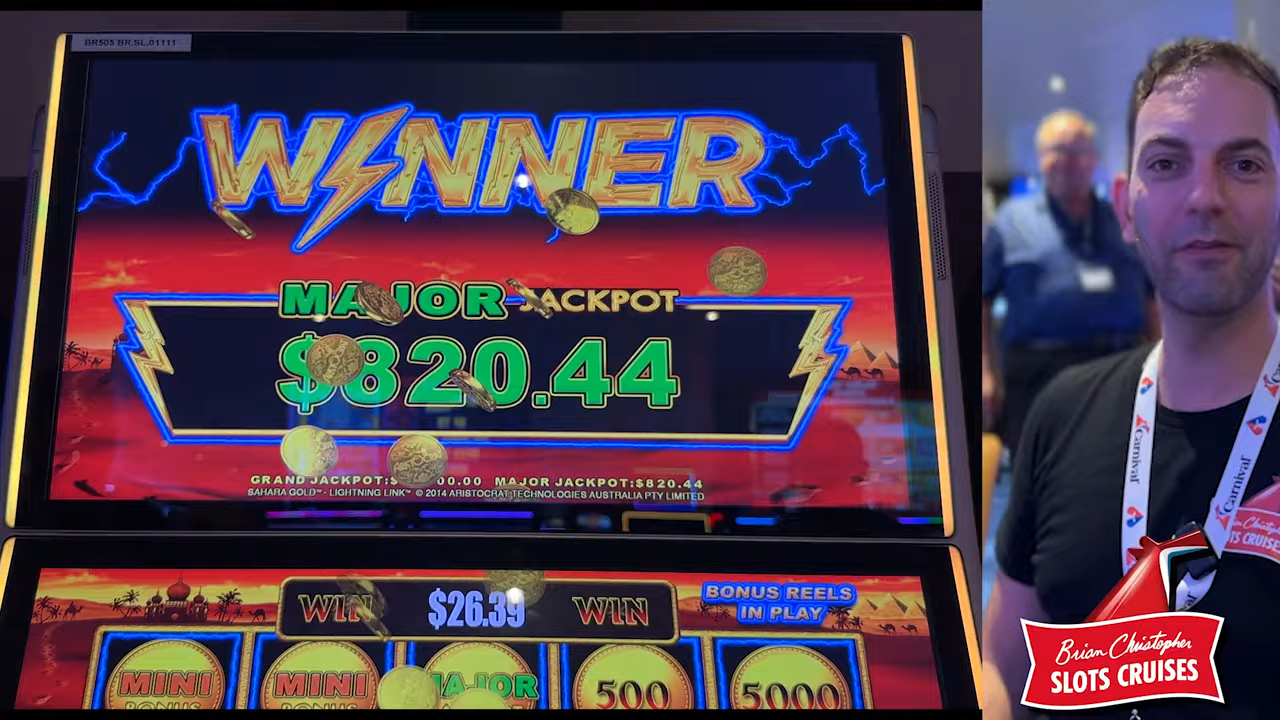 BR505 BR.SL.01111
WINNER
MAJOR JACKPOT
$820.44
GRAND JACKPOT:$ 00.00 MAJOR JACKPOT:$820.44
SAHARA GOLD™ - LIGHTNING LINK™ © 2014 ARISTOCRAT TECHNOLOGIES AUSTRALIA PTY LIMITED
WIN $26.39 WIN
BONUS REELS
IN PLAY
MINI MINI MAJOR 500 5000
BONUS BONUS
Carnival
Carnival
Brian Christopher
SLOTS CRUISES